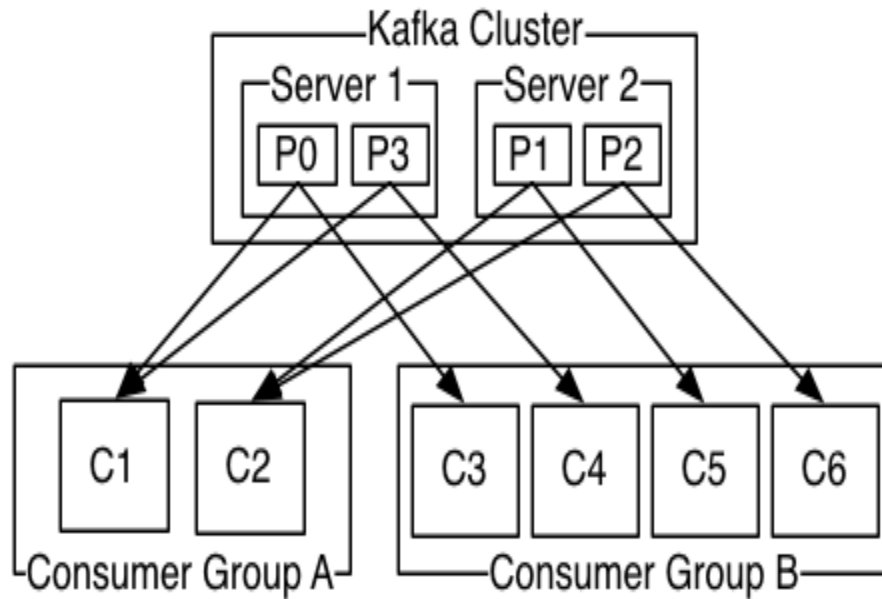 Kafka Cluster
Server 1 Server 2
P0 P3 P1 P2
C1 C2 C3 C4 C5 C6
Consumer Group A Consumer Group B